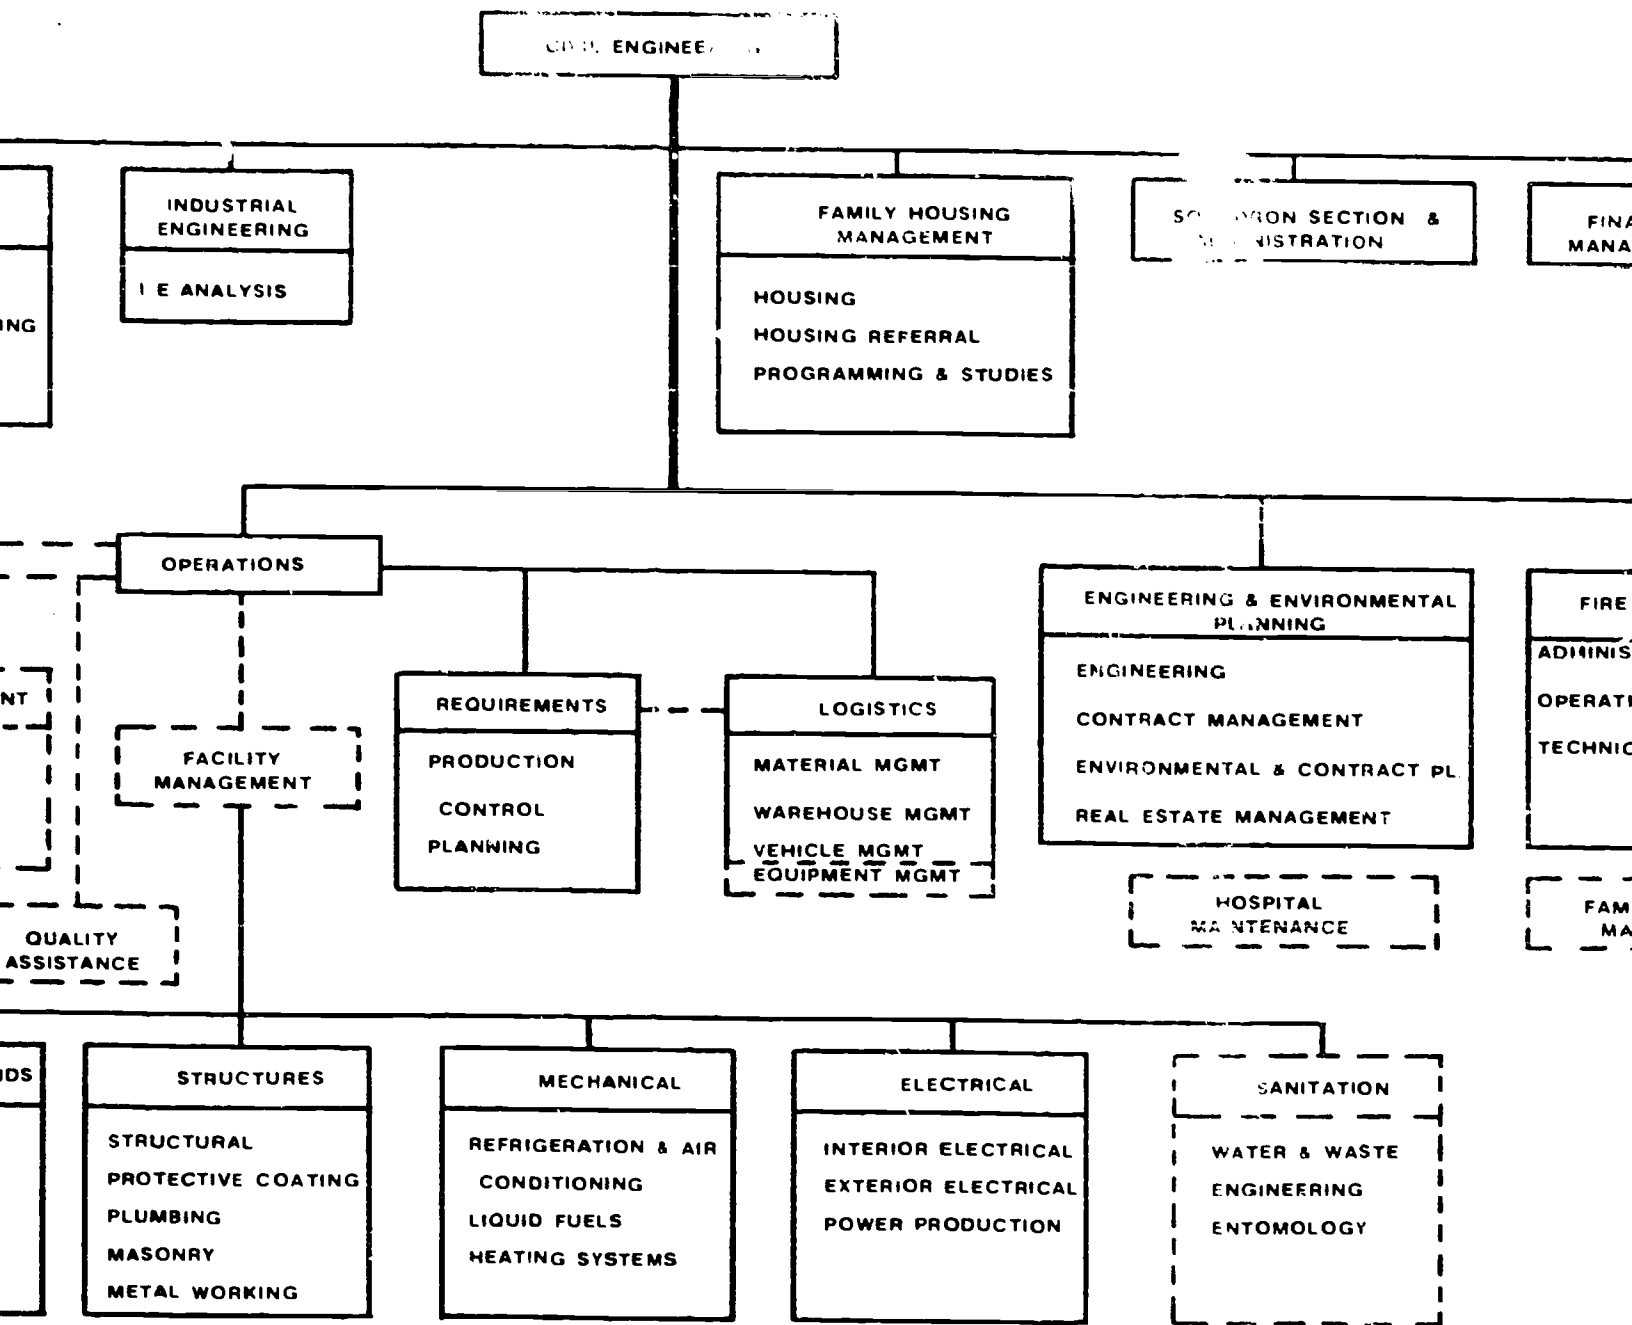 ENGINEE
INDUSTRIAL
ENGINEERING
I E ANALYSIS
ING
FAMILY HOUSING
MANAGEMENT
HOUSING
HOUSING REFERRAL
PROGRAMMING & STUDIES
SECTION &
FINA
MANA
OPERATIONS
NT
FACILITY
MANAGEMENT
QUALITY
ASSISTANCE
REQUIREMENTS
PRODUCTION
CONTROL
PLANNING
LOGISTICS
MATERIAL MGMT
WAREHOUSE MGMT
VEHICLE MGMT
EQUIPMENT MGMT
ENGINEERING & ENVIRONMENTAL
PLANNING
ENGINEERING
CONTRACT MANAGEMENT
ENVIRONMENTAL & CONTRACT PL
REAL ESTATE MANAGEMENT
HOSPITAL
MAINTENANCE
FIRE
ADMINIS
OPERATI
TECHNIC
FAM
MA
NDS
STRUCTURES
STRUCTURAL
PROTECTIVE COATING
PLUMBING
MASONRY
METAL WORKING
MECHANICAL
REFRIGERATION & AIR
CONDITIONING
LIQUID FUELS
HEATING SYSTEMS
ELECTRICAL
INTERIOR ELECTRICAL
EXTERIOR ELECTRICAL
POWER PRODUCTION
SANITATION
WATER & WASTE
ENGINEERING
ENTOMOLOGY